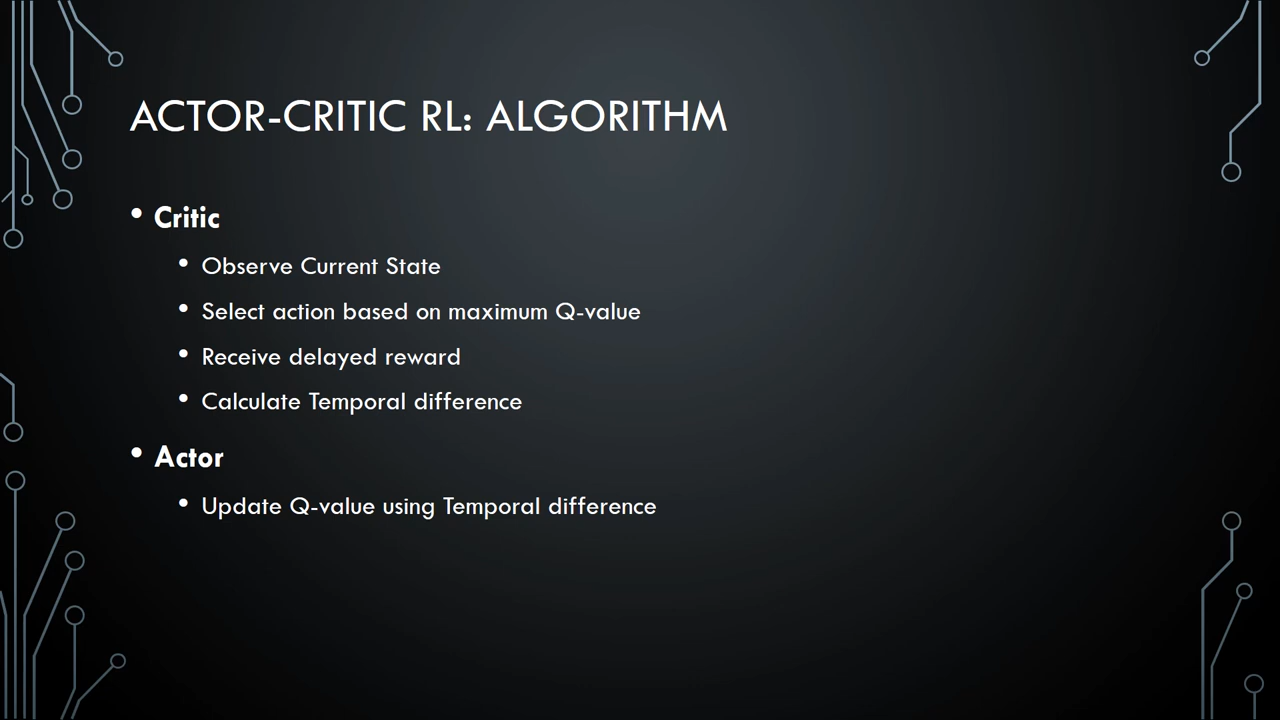 ACTOR-CRITIC RL: ALGORITHM
• Critic
• Observe Current State
• Select action based on maximum Q-value
• Receive delayed reward
• Calculate Temporal difference
• Actor
• Update Q-value using Temporal difference